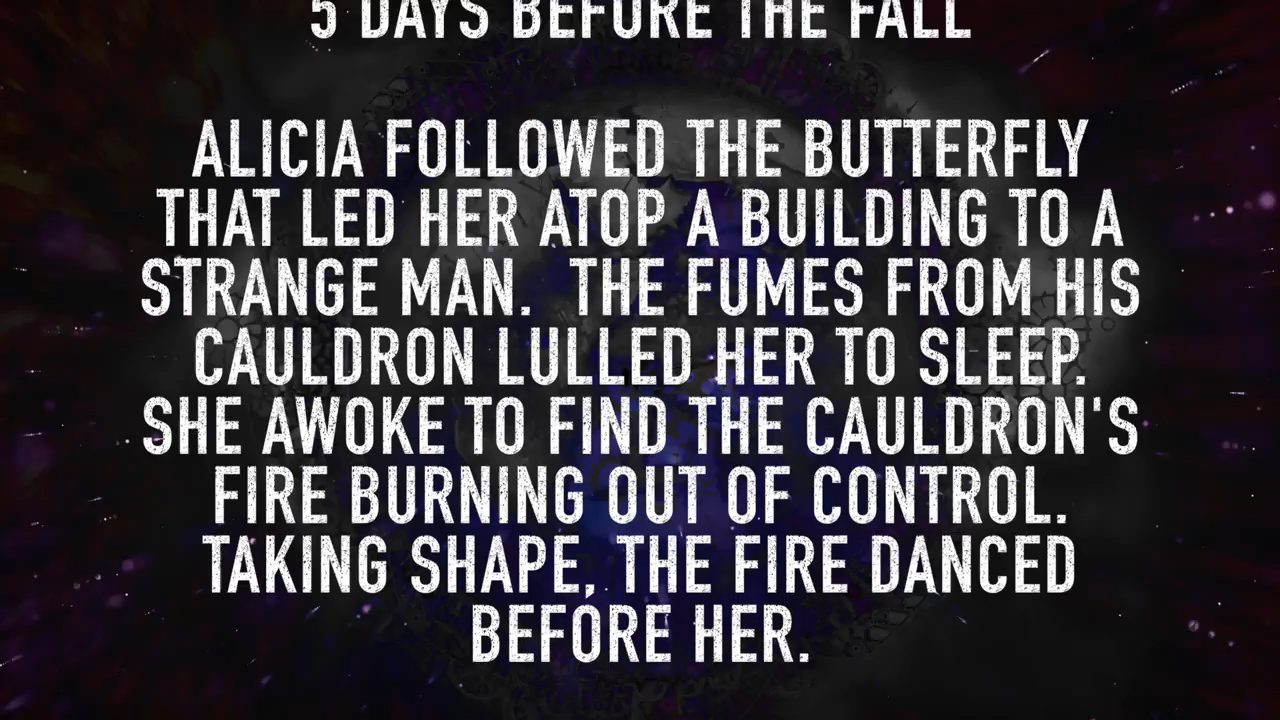 5 DAYS BEFORE THE FALL
ALICIA FOLLOWED THE BUTTERFLY
THAT LED HER ATOP A BUILDING TO A
STRANGE MAN.  THE FUMES FROM HIS
CAULDRON LULLED HER TO SLEEP.
SHE AWOKE TO FIND THE CAULDRON'S
FIRE BURNING OUT OF CONTROL.
TAKING SHAPE, THE FIRE DANCED
BEFORE HER.